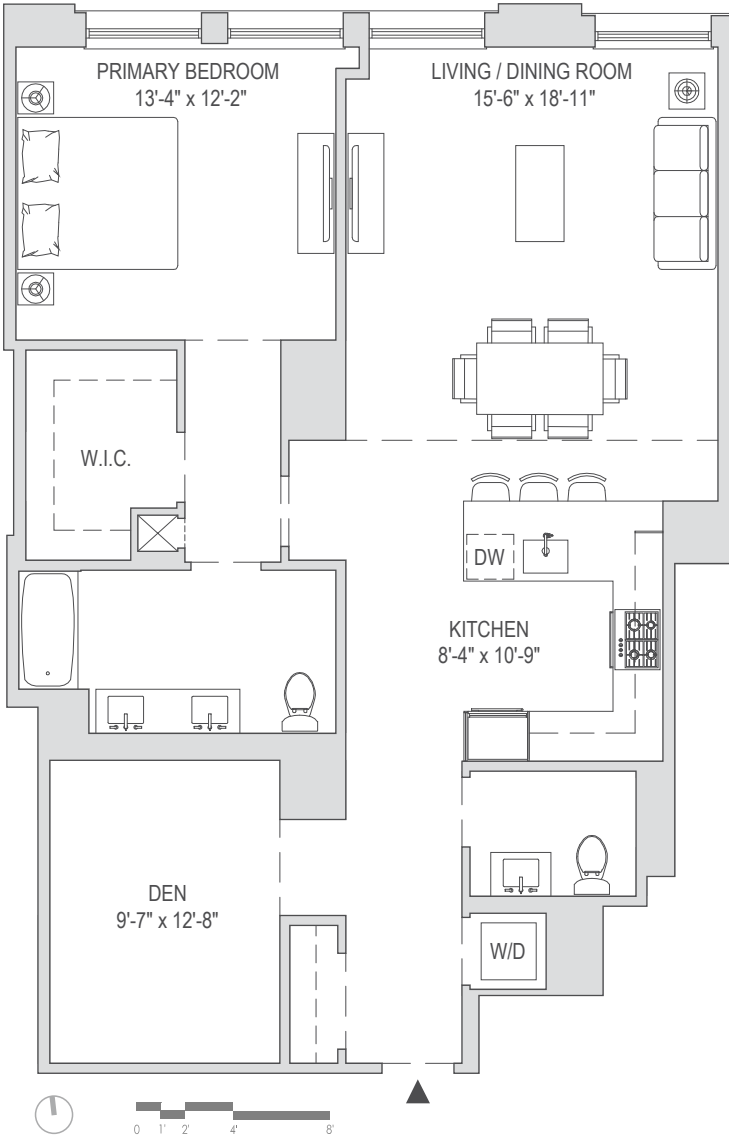 PRIMARY BEDROOM
13'-4" x 12'-2"
LIVING / DINING ROOM
15'-6" x 18'-11"
W.I.C.
DW
KITCHEN
8'-4" x 10'-9"
DEN
9'-7" x 12'-8"
W/D
0 1' 2' 4' 8'